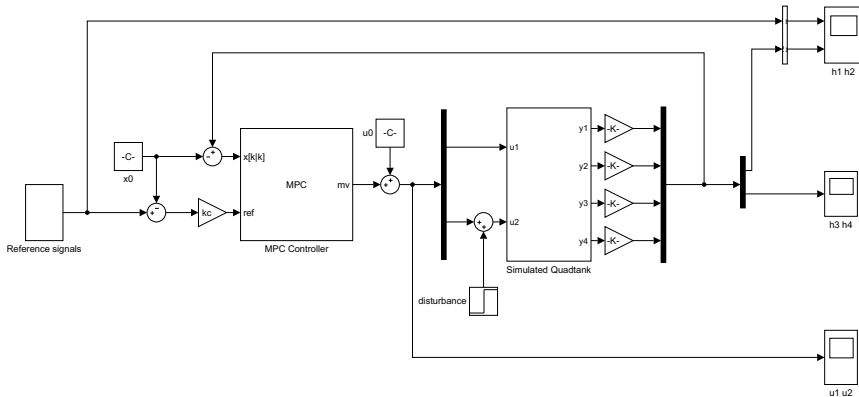 h1 h2
-C-
x0
Reference signals
kc
x[k|k]
ref
MPC
mv
MPC Controller
u0
-C-
u1
u2
y1
y2
y3
y4
Simulated Quadtank
-K-
-K-
-K-
-K-
disturbance
h3 h4
u1 u2